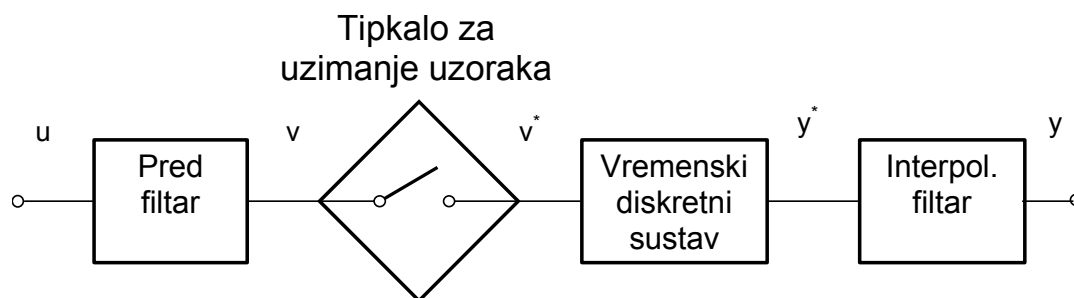 Tipkalo za
uzimanje uzoraka
u
v
v*
y*
y
Pred
filtar
Vremenski
diskretni
sustav
Interpol.
filtar